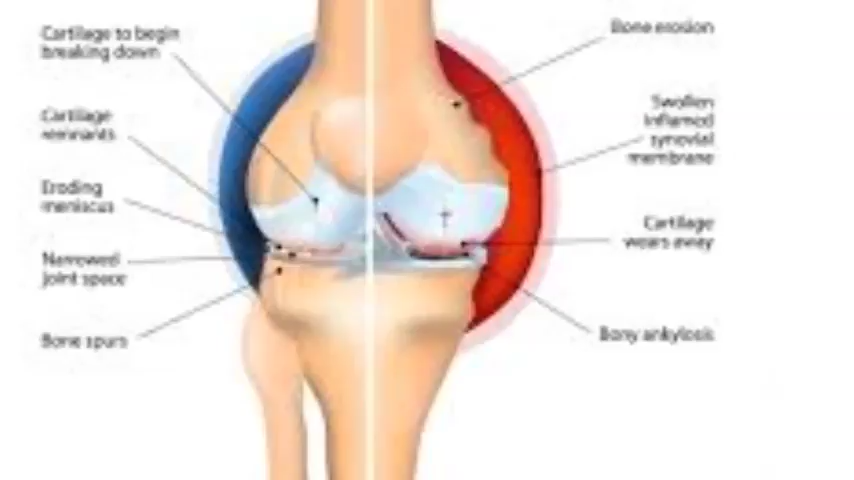 Cartilage to begin
breaking down
Cartilage
remnants
Eroding
meniscus
Narrowed
joint space
Bone spurs
Bone erosion
Swollen
inflamed
synovial
membrane
Cartilage
wears away
Bony ankylosis